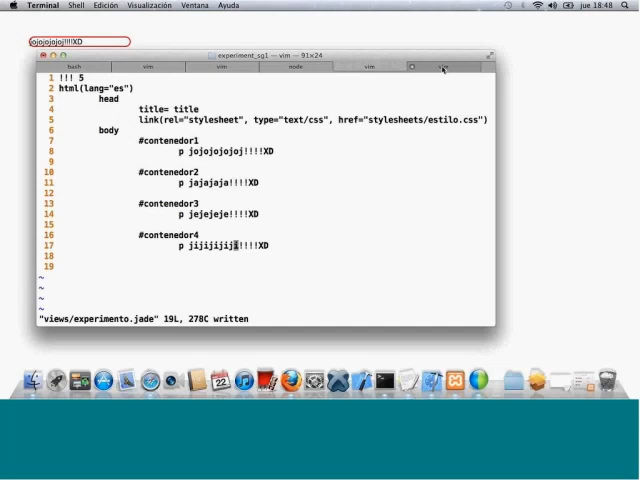 Terminal Shell Edición Visualización Ventana Ayuda jue 18:48
jojojojojoj!!!!XD
experiment_sg1 — vim — 91×24
bash vim vim node vim vim
1 !!! 5
2 html(lang="es")
3 head
4 title= title
5 link(rel="stylesheet", type="text/css", href="stylesheets/estilo.css")
6 body
7 #contenedor1
8 p jojojojojoj!!!!XD
9
10 #contenedor2
11 p jajajaja!!!!XD
12
13 #contenedor3
14 p jejejeje!!!!XD
15
16 #contenedor4
17 p jijijijiji!!!!XD
18
19
~
~
~
~
"views/experimento.jade" 19L, 278C written
22